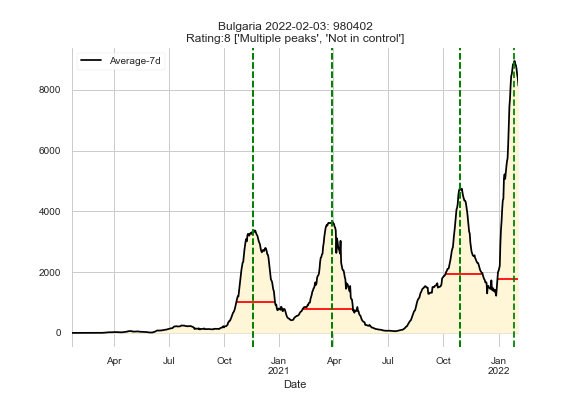 Bulgaria 2022-02-03: 980402
Rating:8 ['Multiple peaks', 'Not in control']
Average-7d
8000
6000
4000
2000
0
Apr Jul Oct Jan Apr Jul Oct Jan
2021 2022
Date